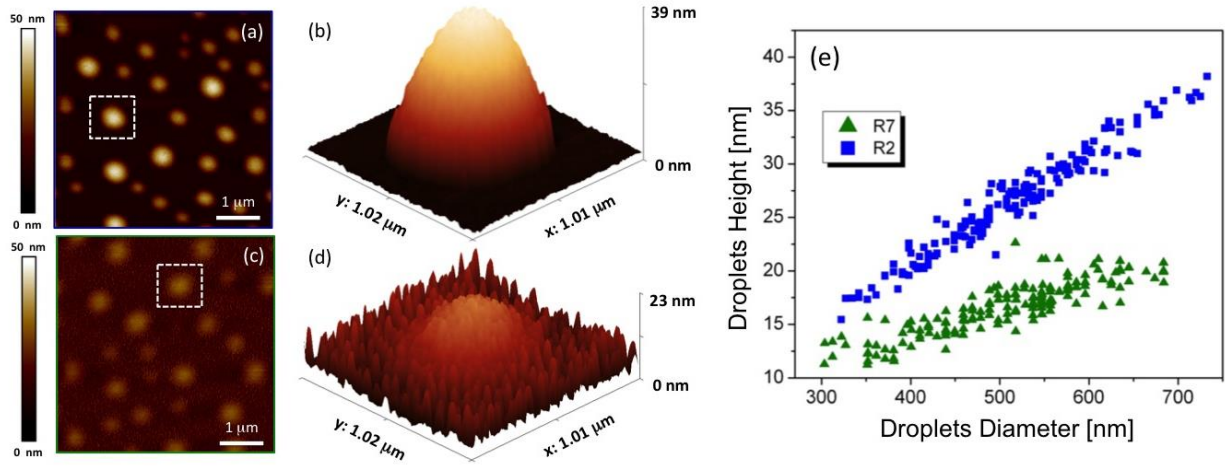 50 nm
(a)
1 μm
0 nm
(b)
39 nm
0 nm
y: 1.02 μm
x: 1.01 μm
50 nm
(c)
1 μm
0 nm
(d)
23 nm
0 nm
y: 1.02 μm
x: 1.01 μm
(e)
R7
R2
Droplets Height [nm]
40
35
30
25
20
15
10
300 400 500 600 700
Droplets Diameter [nm]